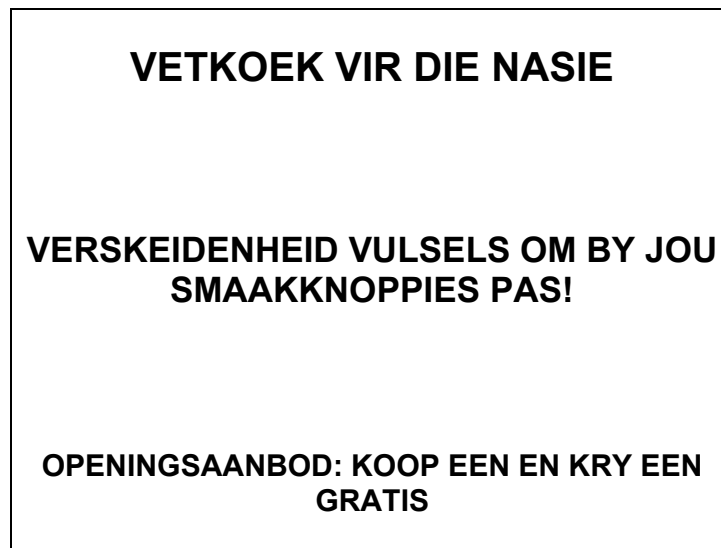 VETKOEK VIR DIE NASIE
VERSKEIDENHEID VULSELS OM BY JOU
SMAAKKNOPPIES PAS!
OPENINGSAANBOD: KOOP EEN EN KRY EEN
GRATIS